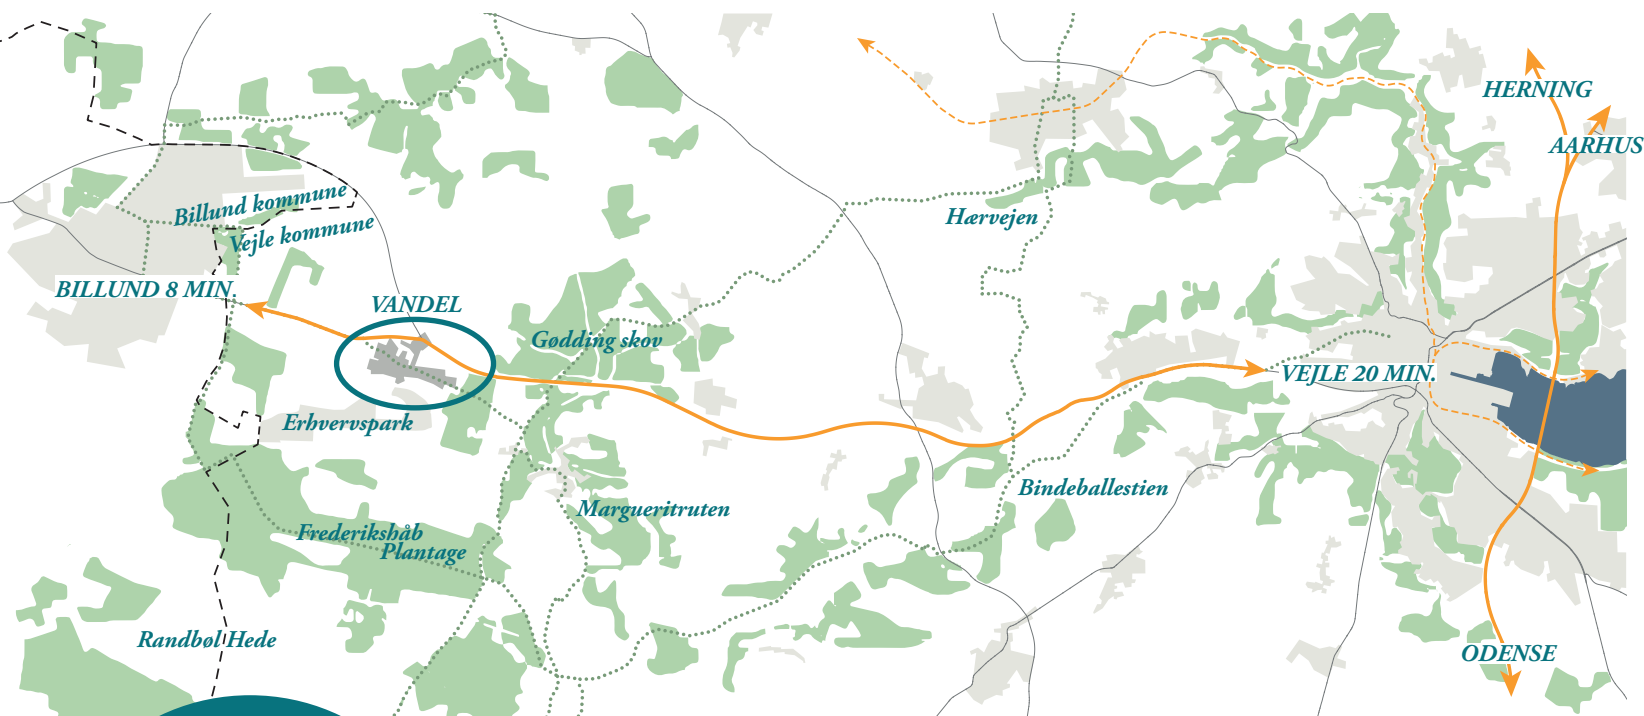 HERNING
AARHUS
Billund kommune
Vejle kommune
Hærvejen
BILLUND 8 MIN.
VANDEL
Gødding skov
VEJLE 20 MIN.
Erhvervspark
Bindeballestien
Margueritruten
Frederikshåb
Plantage
Randbøl Hede
ODENSE